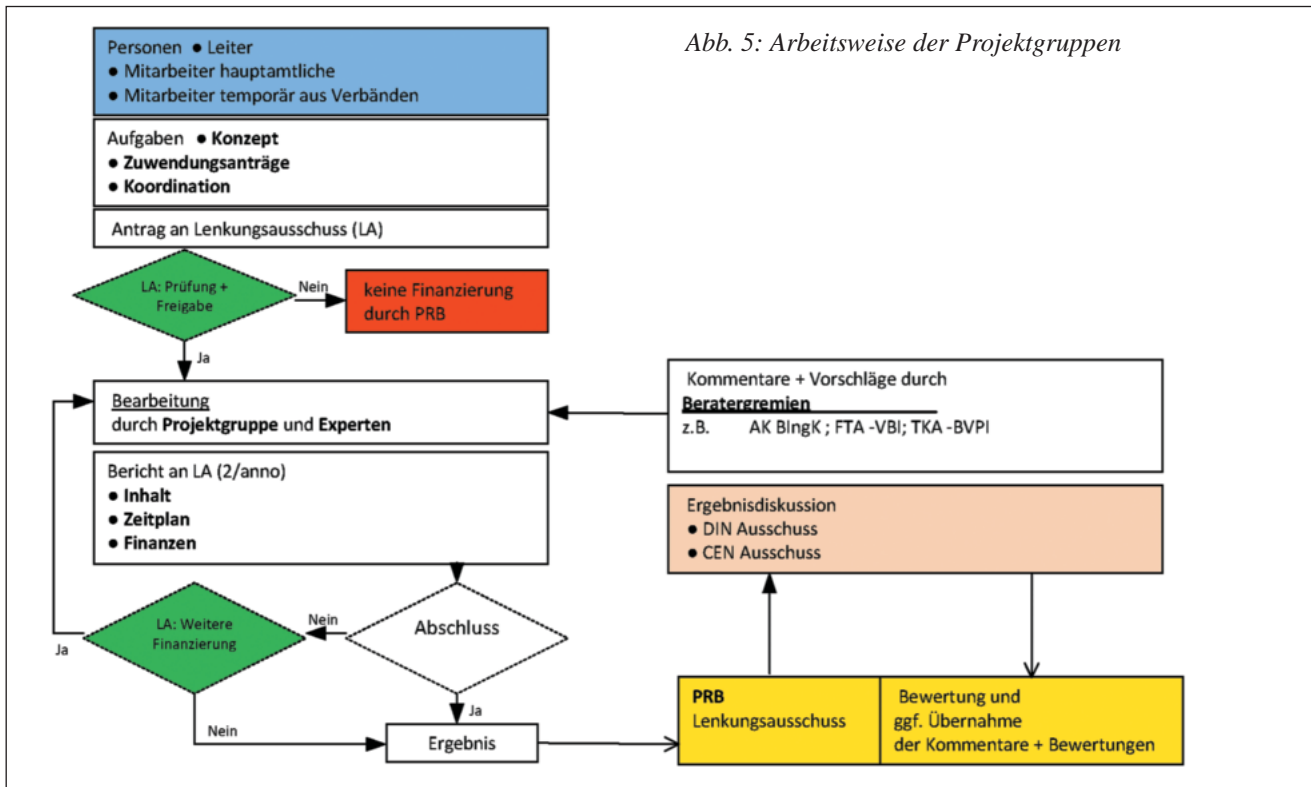 Abb. 5: Arbeitsweise der Projektgruppen
Personen ● Leiter
● Mitarbeiter hauptamtliche
● Mitarbeiter temporär aus Verbänden
Aufgaben ● Konzept
● Zuwendungsanträge
● Koordination
Antrag an Lenkungsausschuss (LA)
LA: Prüfung +
Freigabe
Nein
keine Finanzierung
durch PRB
Ja
Bearbeitung
durch Projektgruppe und Experten
Kommentare + Vorschläge durch
Beratergremien
z.B. AK BIngK ; FTA -VBI; TKA -BVPI
Bericht an LA (2/anno)
● Inhalt
● Zeitplan
● Finanzen
Ergebnisdiskussion
● DIN Ausschuss
● CEN Ausschuss
Abschluss
Nein
LA: Weitere
Finanzierung
Ja
Nein
Ja
Ergebnis
PRB
Lenkungsausschuss
Bewertung und
ggf. Übernahme
der Kommentare + Bewertungen